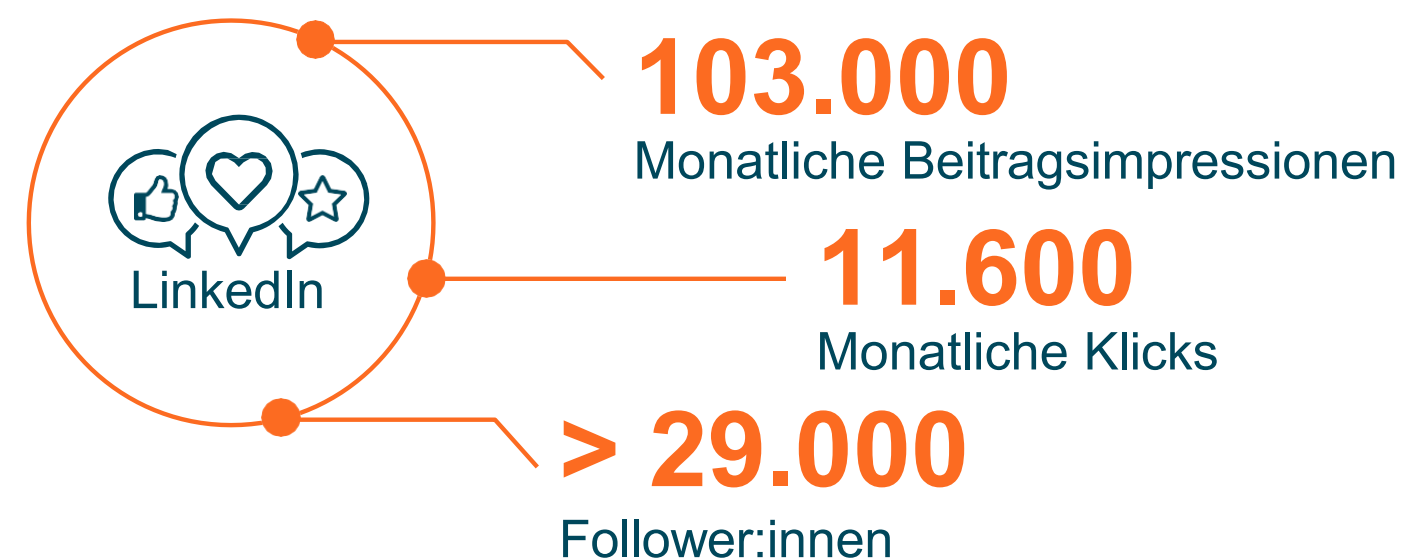 103.000
Monatliche Beitragsimpressionen
LinkedIn
11.600
Monatliche Klicks
> 29.000
Follower:innen